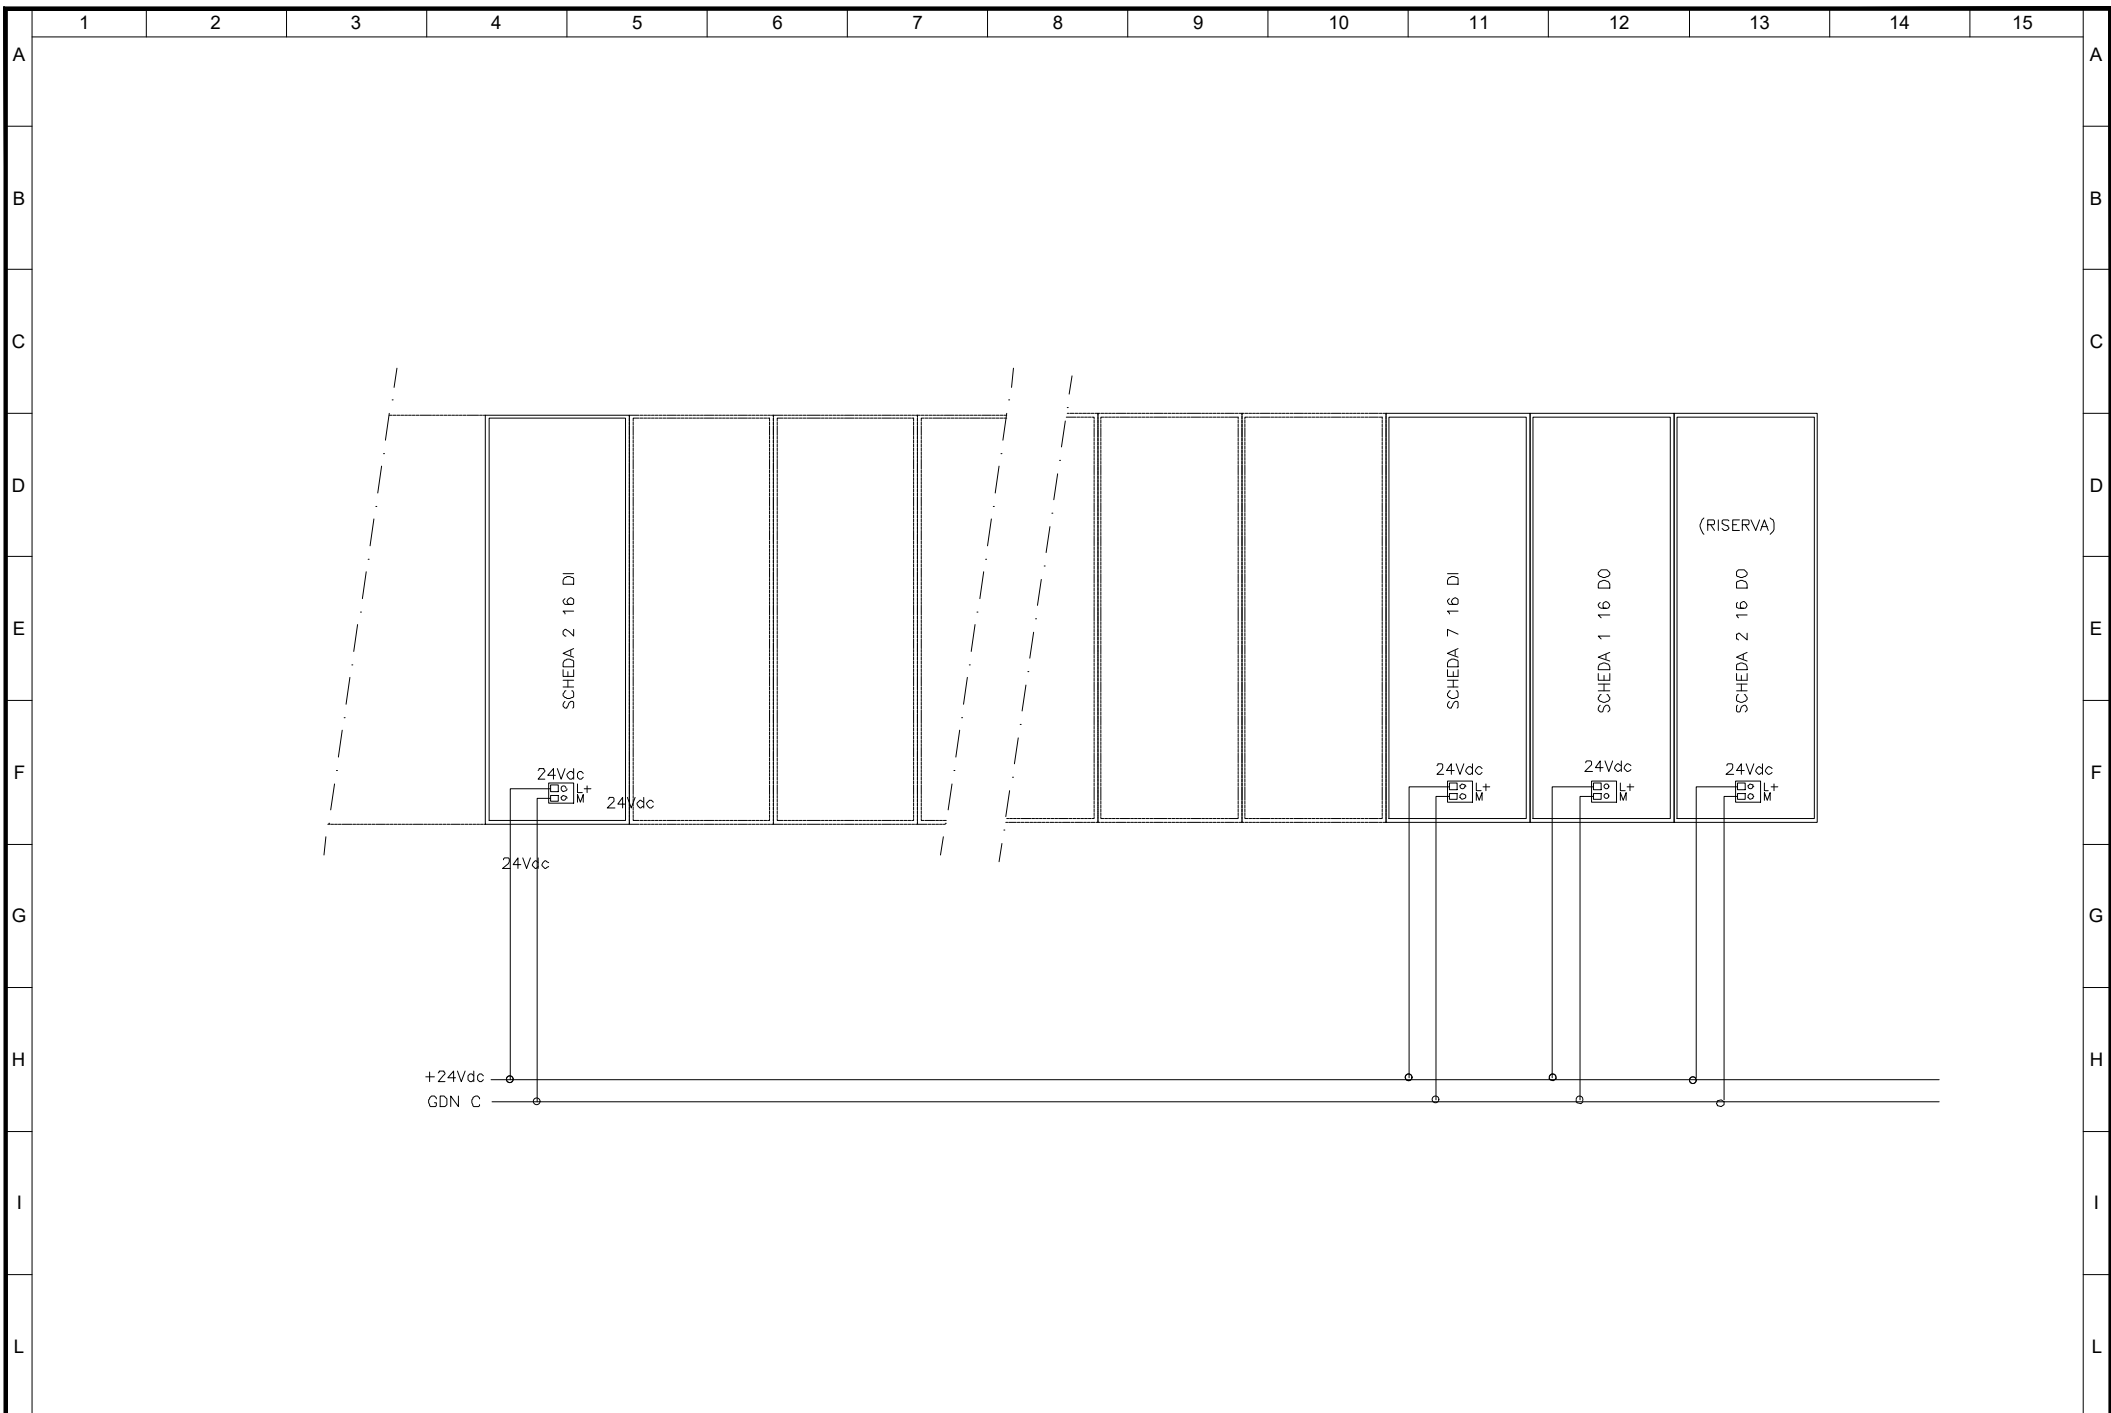 1 2 3 4 5 6 7 8 9 10 11 12 13 14 15
A A
B B
C C
D D
(RISERVA)
E E
SCHEDA 2 16 DI
SCHEDA 7 16 DI
SCHEDA 1 16 DO
SCHEDA 2 16 DO
F F
24Vdc
L+
M
24Vdc
24Vdc
24Vdc
L+
M
24Vdc
L+
M
24Vdc
L+
M
G G
H H
+24Vdc
GDN C
I I
L L